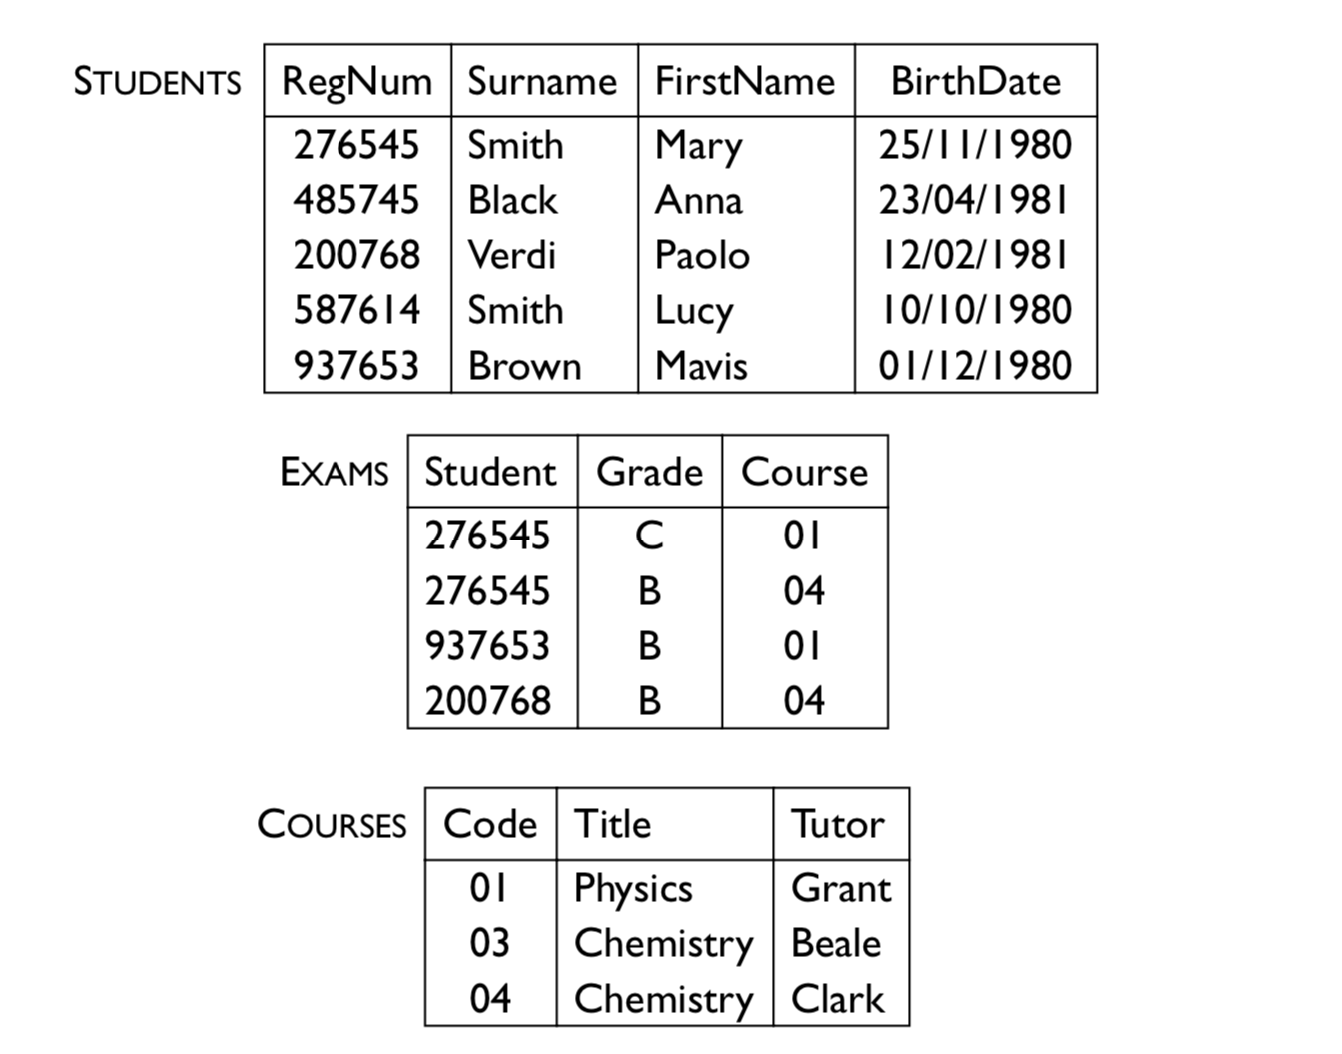 STUDENTS RegNum Surname FirstName BirthDate
276545 Smith Mary 25/11/1980
485745 Black Anna 23/04/1981
200768 Verdi Paolo 12/02/1981
587614 Smith Lucy 10/10/1980
937653 Brown Mavis 01/12/1980
EXAMS Student Grade Course
276545 C 01
276545 B 04
937653 B 01
200768 B 04
COURSES Code Title Tutor
01 Physics Grant
03 Chemistry Beale
04 Chemistry Clark